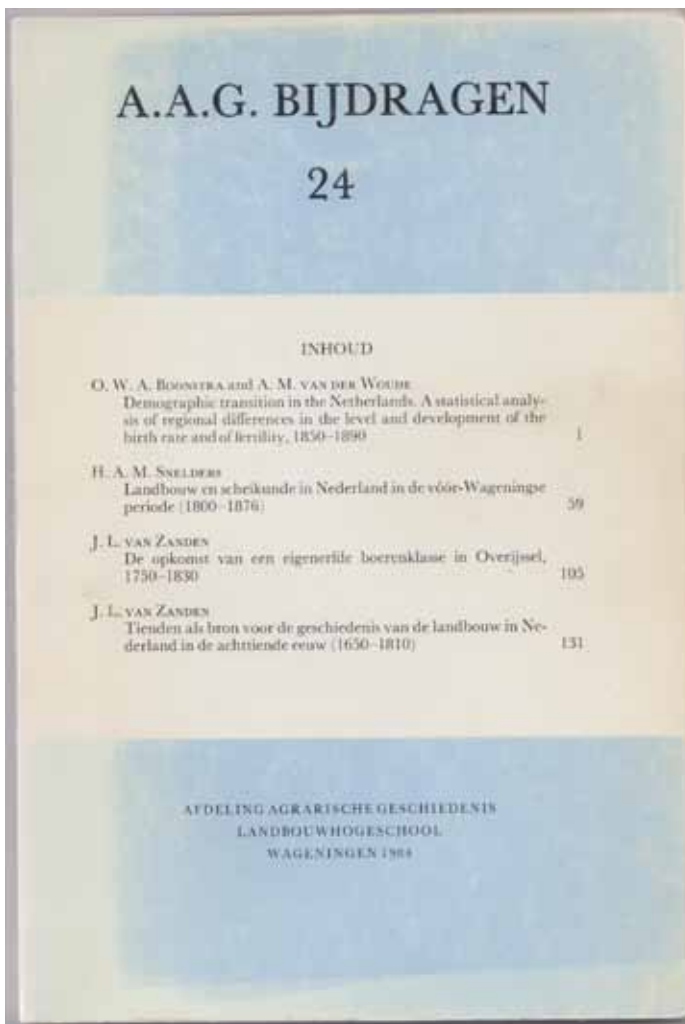 A.A.G. BIJDRAGEN
24
INHOUD
O. W. A. BOONSTRA and A. M. VAN DER WOUDE
Demographic transition in the Netherlands. A statistical analy-
sis of regional differences in the level and development of the
birth rate and of fertility, 1850–1890 1
H. A. M. SNELDERS
Landbouw en scheikunde in Nederland in de vóór-Wageningse
periode (1800–1876) 59
J. L. VAN ZANDEN
De opkomst van een eigenerfde boerenklasse in Overijssel,
1750–1830 105
J. L. VAN ZANDEN
Tienden als bron voor de geschiedenis van de landbouw in Ne-
derland in de achttiende eeuw (1650–1810) 131
AFDELING AGRARISCHE GESCHIEDENIS
LANDBOUWHOGESCHOOL
WAGENINGEN 1984